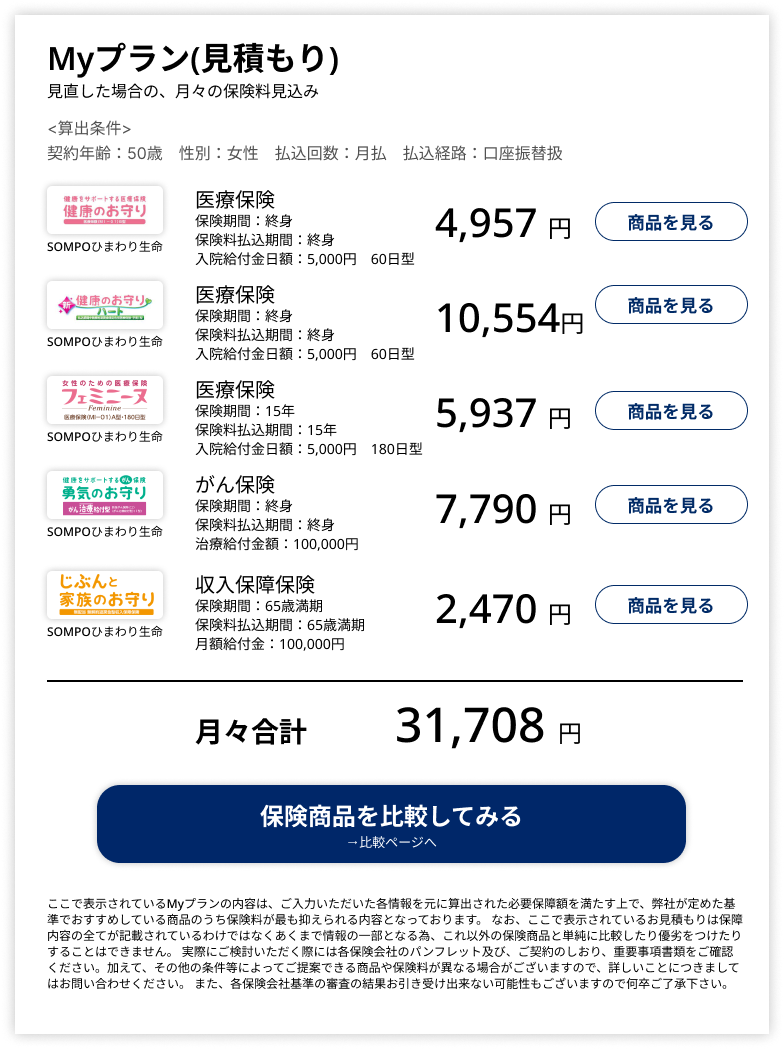 Myプラン(見積もり)
見直した場合の、月々の保険料見込み
<算出条件>
契約年齢：50歳　性別：女性　払込回数：月払　払込経路：口座振替扱
健康をサポートする医療保険
健康のお守り
SOMPOひまわり生命
医療保険
保険期間：終身
保険料払込期間：終身
入院給付金日額：5,000円　60日型
4,957 円
商品を見る
新 健康のお守り
ハート
SOMPOひまわり生命
医療保険
保険期間：終身
保険料払込期間：終身
入院給付金日額：5,000円　60日型
10,554円
商品を見る
女性のための医療保険
フェミニーヌ
Feminine
医療保険(MI-01)A型・180日型
SOMPOひまわり生命
医療保険
保険期間：15年
保険料払込期間：15年
入院給付金日額：5,000円　180日型
5,937 円
商品を見る
健康をサポートするがん保険
勇気のお守り
がん治療給付型
SOMPOひまわり生命
がん保険
保険期間：終身
保険料払込期間：終身
治療給付金額：100,000円
7,790 円
商品を見る
じぶんと
家族のお守り
SOMPOひまわり生命
収入保障保険
保険期間：65歳満期
保険料払込期間：65歳満期
月額給付金：100,000円
2,470 円
商品を見る
月々合計　31,708 円
保険商品を比較してみる
→比較ページへ
ここで表示されているMyプランの内容は、ご入力いただいた各情報を元に算出された必要保障額を満たす上で、弊社が定めた基
準でおすすめしている商品のうち保険料が最も抑えられる内容となっております。 なお、ここで表示されているお見積もりは保障
内容の全てが記載されているわけではなくあくまで情報の一部となる為、これ以外の保険商品と単純に比較したり優劣をつけたり
することはできません。 実際にご検討いただく際には各保険会社のパンフレット及び、ご契約のしおり、重要事項書類をご確認
ください。加えて、その他の条件等によってご提案できる商品や保険料が異なる場合がございますので、詳しいことにつきまして
はお問い合わせください。 また、各保険会社基準の審査の結果お引き受け出来ない可能性もございますので何卒ご了承下さい。